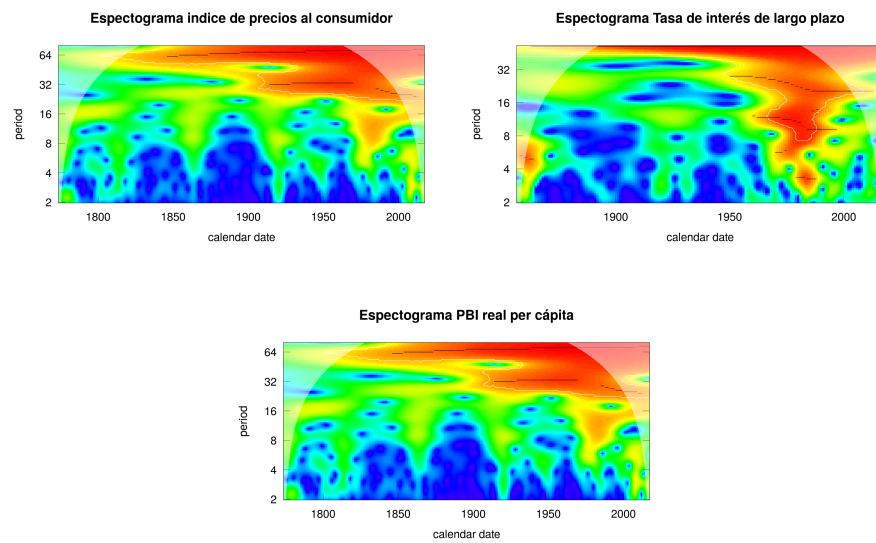 Espectograma indice de precios al consumidor
64
32
16
8
4
2
period
1800 1850 1900 1950 2000
calendar date
Espectograma Tasa de interés de largo plazo
32
16
8
4
2
period
1900 1950 2000
calendar date
Espectograma PBI real per cápita
64
32
16
8
4
2
period
1800 1850 1900 1950 2000
calendar date